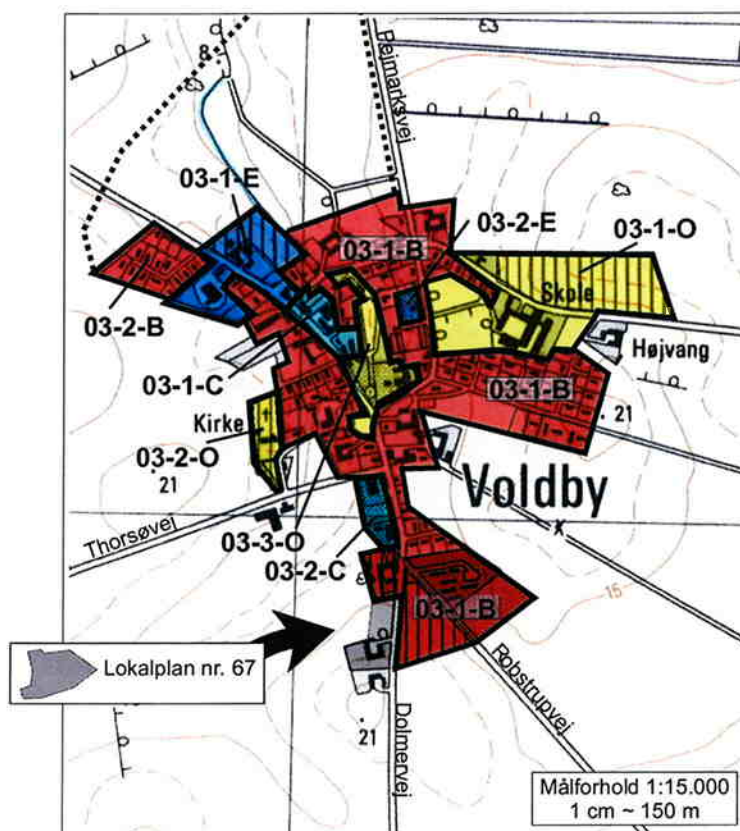 8
Fejmarksvej
03-1-E
03-1-B
03-2-E
03-1-O
Skole
03-2-B
Højvang
03-1-C
03-1-B
21
Kirke
03-2-O
21
Voldby
Thorsøvej
03-3-O
03-2-C
15
03-1-B
Lokalplan nr. 67
Robstrupvej
21
Dolmervej
Målforhold 1:15.000
1 cm ~ 150 m